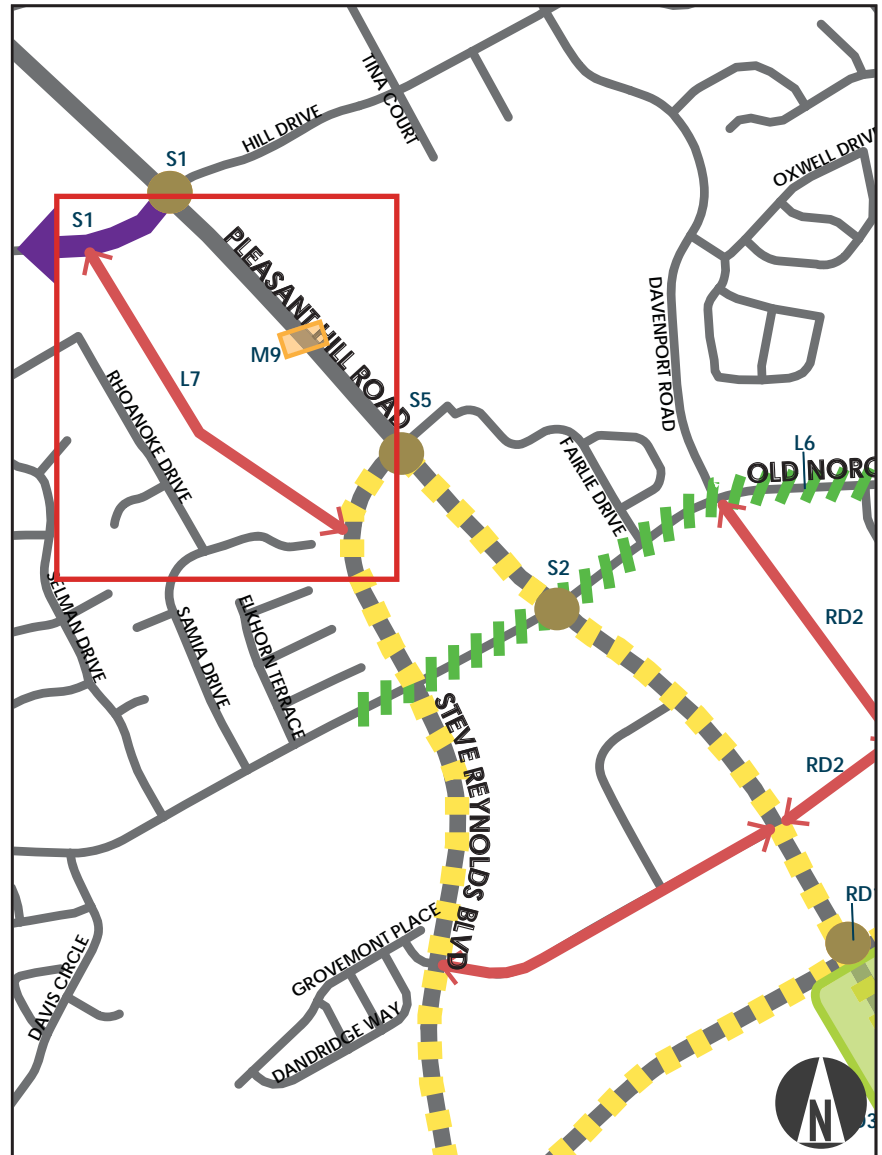 TINA COURT
HILL DRIVE
S1
OXWELL DRIV
S1
PLEASANT HILL ROAD
DAVENPORT ROAD
M9
L7
RHOANOKE DRIVE
S5
FAIRLIE DRIVE
L6
OLD NORC
S2
SELMAN DRIVE
SAMIA DRIVE
ELKHORN TERRACE
RD2
STEVE REYNOLDS BLVD
RD2
RD
GROVEMONT PLACE
DAVIS CIRCLE
DANDRIDGE WAY
N